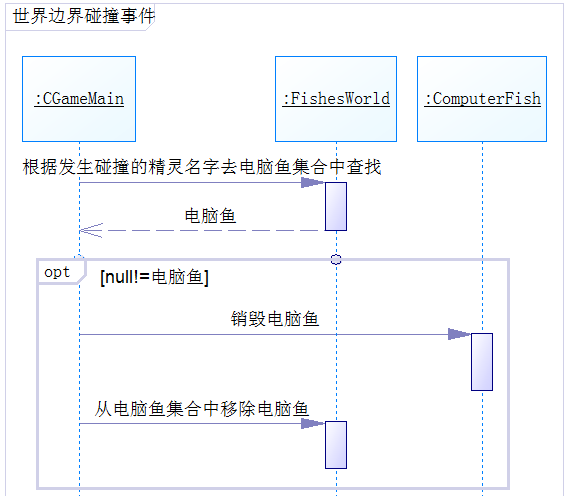 世界边界碰撞事件
:CGameMain
:FishesWorld
:ComputerFish
根据发生碰撞的精灵名字去电脑鱼集合中查找
电脑鱼
opt
[null!=电脑鱼]
销毁电脑鱼
从电脑鱼集合中移除电脑鱼